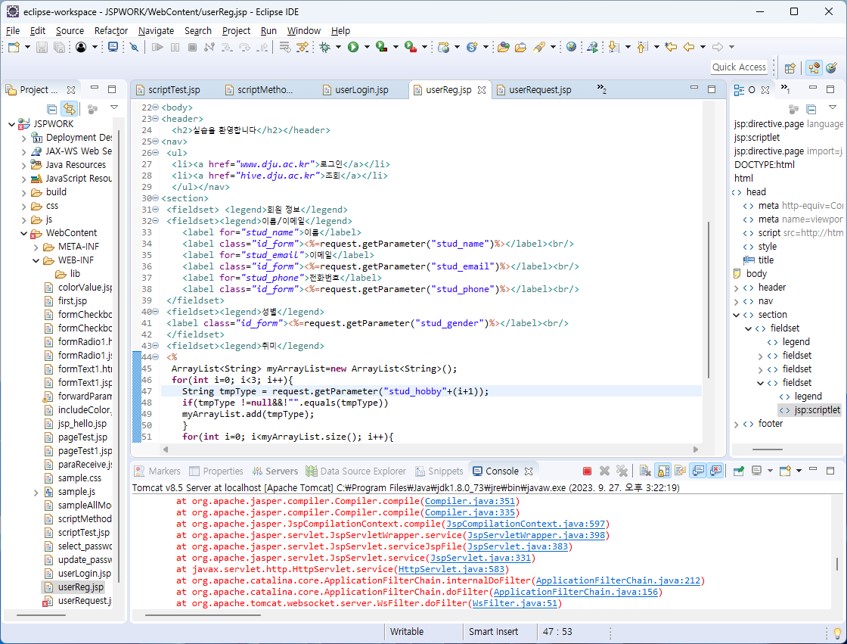 eclipse-workspace - JSPWORK/WebContent/userReg.jsp - Eclipse IDE
File Edit Source Refactor Navigate Search Project Run Window Help
Quick Access
Project ...
JSPWORK
Deployment Des
JAX-WS Web Se
Java Resources
JavaScript Resou
build
css
js
WebContent
META-INF
WEB-INF
lib
colorValue.jsp
first.jsp
formCheckbo
formCheckbo
formRadio1.h
formRadio1.j
formText1.htm
formText1.jsp
forwardParam
includeColor.
jsp_hello.jsp
pageTest.jsp
pageTest1.jsp
paraReceive.js
sample.css
sample.js
sampleAllMo
scriptMethod
scriptTest.jsp
select_passwo
update_passw
userLogin.jsp
userReg.jsp
userRequest.j
scriptTest.jsp scriptMetho... userLogin.jsp userReg.jsp userRequest.jsp »2
22 <body>
23 <header>
24 <h2>실습을 환영합니다</h2></header>
25 <nav>
26 <ul>
27 <li><a href="www.dju.ac.kr">로그인</a></li>
28 <li><a href="hive.dju.ac.kr">조회</a></li>
29 </ul></nav>
30 <section>
31 <fieldset> <legend>회원 정보</legend>
32 <fieldset><legend>이름/이메일</legend>
33 <label for="stud_name">이름</label>
34 <label class="id_form"><%=request.getParameter("stud_name")%></label><br/>
35 <label for="stud_email">이메일</label>
36 <label class="id_form"><%=request.getParameter("stud_email")%></label><br/>
37 <label for="stud_phone">전화번호</label>
38 <label class="id_form"><%=request.getParameter("stud_phone")%></label><br/>
39 </fieldset>
40 <fieldset><legend>성별</legend>
41 <label class="id_form"><%=request.getParameter("stud_gender")%></label><br/>
42 </fieldset>
43 <fieldset><legend>취미</legend>
44 <%
45 ArrayList<String> myArrayList=new ArrayList<String>();
46 for(int i=0; i<3; i++){
47 String tmpType = request.getParameter("stud_hobby"+(i+1));
48 if(tmpType !=null&&!"".equals(tmpType))
49 myArrayList.add(tmpType);
50 }
51 for(int i=0; i<myArrayList.size(); i++){
O »1
jsp:directive.page language
jsp:scriptlet
jsp:directive.page import=j
DOCTYPE:html
html
head
meta http-equiv=Cor
meta name=viewport
script src=http://htm
style
title
body
header
nav
section
fieldset
legend
fieldset
fieldset
fieldset
legend
jsp:scriptlet
footer
Markers Properties Servers Data Source Explorer Snippets Console
Tomcat v8.5 Server at localhost [Apache Tomcat] C:₩Program Files₩Java₩jdk1.8.0_73₩jre₩bin₩javaw.exe (2023. 9. 27. 오후 3:22:19)
at org.apache.jasper.compiler.Compiler.compile(Compiler.java:351)
at org.apache.jasper.compiler.Compiler.compile(Compiler.java:335)
at org.apache.jasper.JspCompilationContext.compile(JspCompilationContext.java:597)
at org.apache.jasper.servlet.JspServletWrapper.service(JspServletWrapper.java:398)
at org.apache.jasper.servlet.JspServlet.serviceJspFile(JspServlet.java:383)
at org.apache.jasper.servlet.JspServlet.service(JspServlet.java:331)
at javax.servlet.http.HttpServlet.service(HttpServlet.java:583)
at org.apache.catalina.core.ApplicationFilterChain.internalDoFilter(ApplicationFilterChain.java:212)
at org.apache.catalina.core.ApplicationFilterChain.doFilter(ApplicationFilterChain.java:156)
at org.apache.tomcat.websocket.server.WsFilter.doFilter(WsFilter.java:51)
Writable Smart Insert 47 : 53